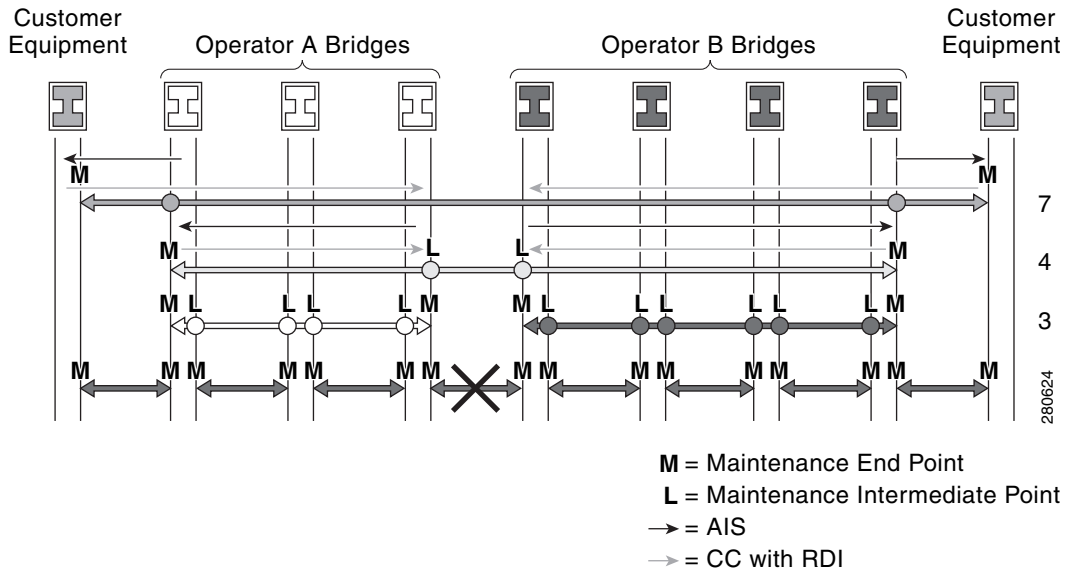 Customer
Equipment
Operator A Bridges
Operator B Bridges
Customer
Equipment
M
M
7
M
L
L
M
4
M L
L L
L M
M L
L L
L L
L M
3
M
M M
M M
M M
M M
M M
M M
M M
M
280624
M = Maintenance End Point
L = Maintenance Intermediate Point
= AIS
= CC with RDI